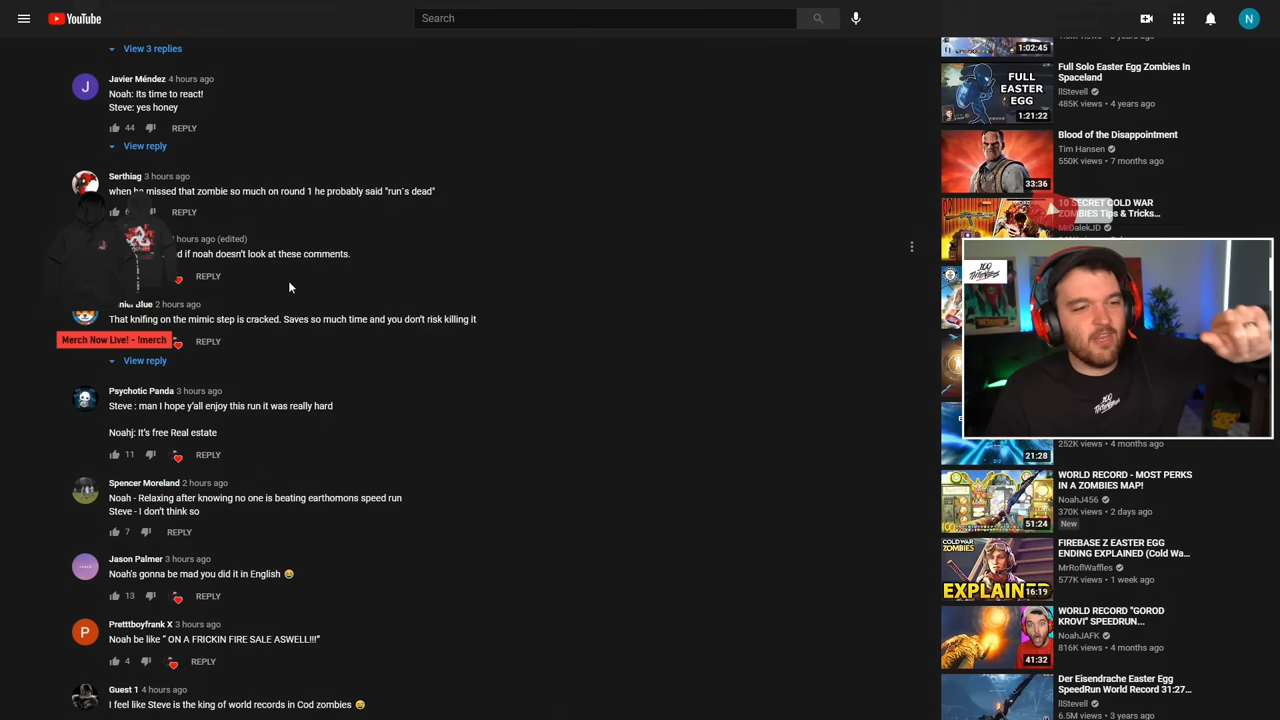 YouTube
Search
N
View 3 replies
J
Javier Méndez 4 hours ago
Noah: Its time to react!
Steve: yes honey
44 REPLY
View reply
Serthiag 3 hours ago
when he missed that zombie so much on round 1 he probably said "run´s dead"
REPLY
hours ago (edited)
if noah doesn't look at these comments.
REPLY
Blue 2 hours ago
That knifing on the mimic step is cracked. Saves so much time and you don't risk killing it
Merch Now Live! - !merch
REPLY
View reply
Psychotic Panda 3 hours ago
Steve : man I hope y'all enjoy this run it was really hard
Noahj: It's free Real estate
11 REPLY
Spencer Moreland 2 hours ago
Noah - Relaxing after knowing no one is beating earthomons speed run
Steve - I don't think so
7 REPLY
Jason Palmer 3 hours ago
Noah's gonna be mad you did it in English 😂
13 REPLY
P
Pretttboyfrank X 3 hours ago
Noah be like “ ON A FRICKIN FIRE SALE ASWELL!!!”
4 REPLY
Guest 1 4 hours ago
I feel like Steve is the king of world records in Cod zombies 😅
1:02:45
FULL
EASTER
EGG
1:21:22
Full Solo Easter Egg Zombies In
Spaceland
llStevell
485K views • 4 years ago
33:36
Blood of the Disappointment
Tim Hansen
550K views • 7 months ago
10 SECRET COLD WAR
ZOMBIES Tips & Tricks...
MrDalekJD
100
THIEVES
100
THIEVES
21:28
252K views • 4 months ago
51:24
WORLD RECORD - MOST PERKS
IN A ZOMBIES MAP!
NoahJ456
370K views • 2 days ago
New
COLD WAR
ZOMBIES
EXPLAINED
16:19
FIREBASE Z EASTER EGG
ENDING EXPLAINED (Cold Wa...
MrRoflWaffles
577K views • 1 week ago
41:32
WORLD RECORD "GOROD
KROVI" SPEEDRUN...
NoahJAFK
816K views • 4 months ago
Der Eisendrache Easter Egg
SpeedRun World Record 31:27...
llStevell
6.5M views • 3 years ago